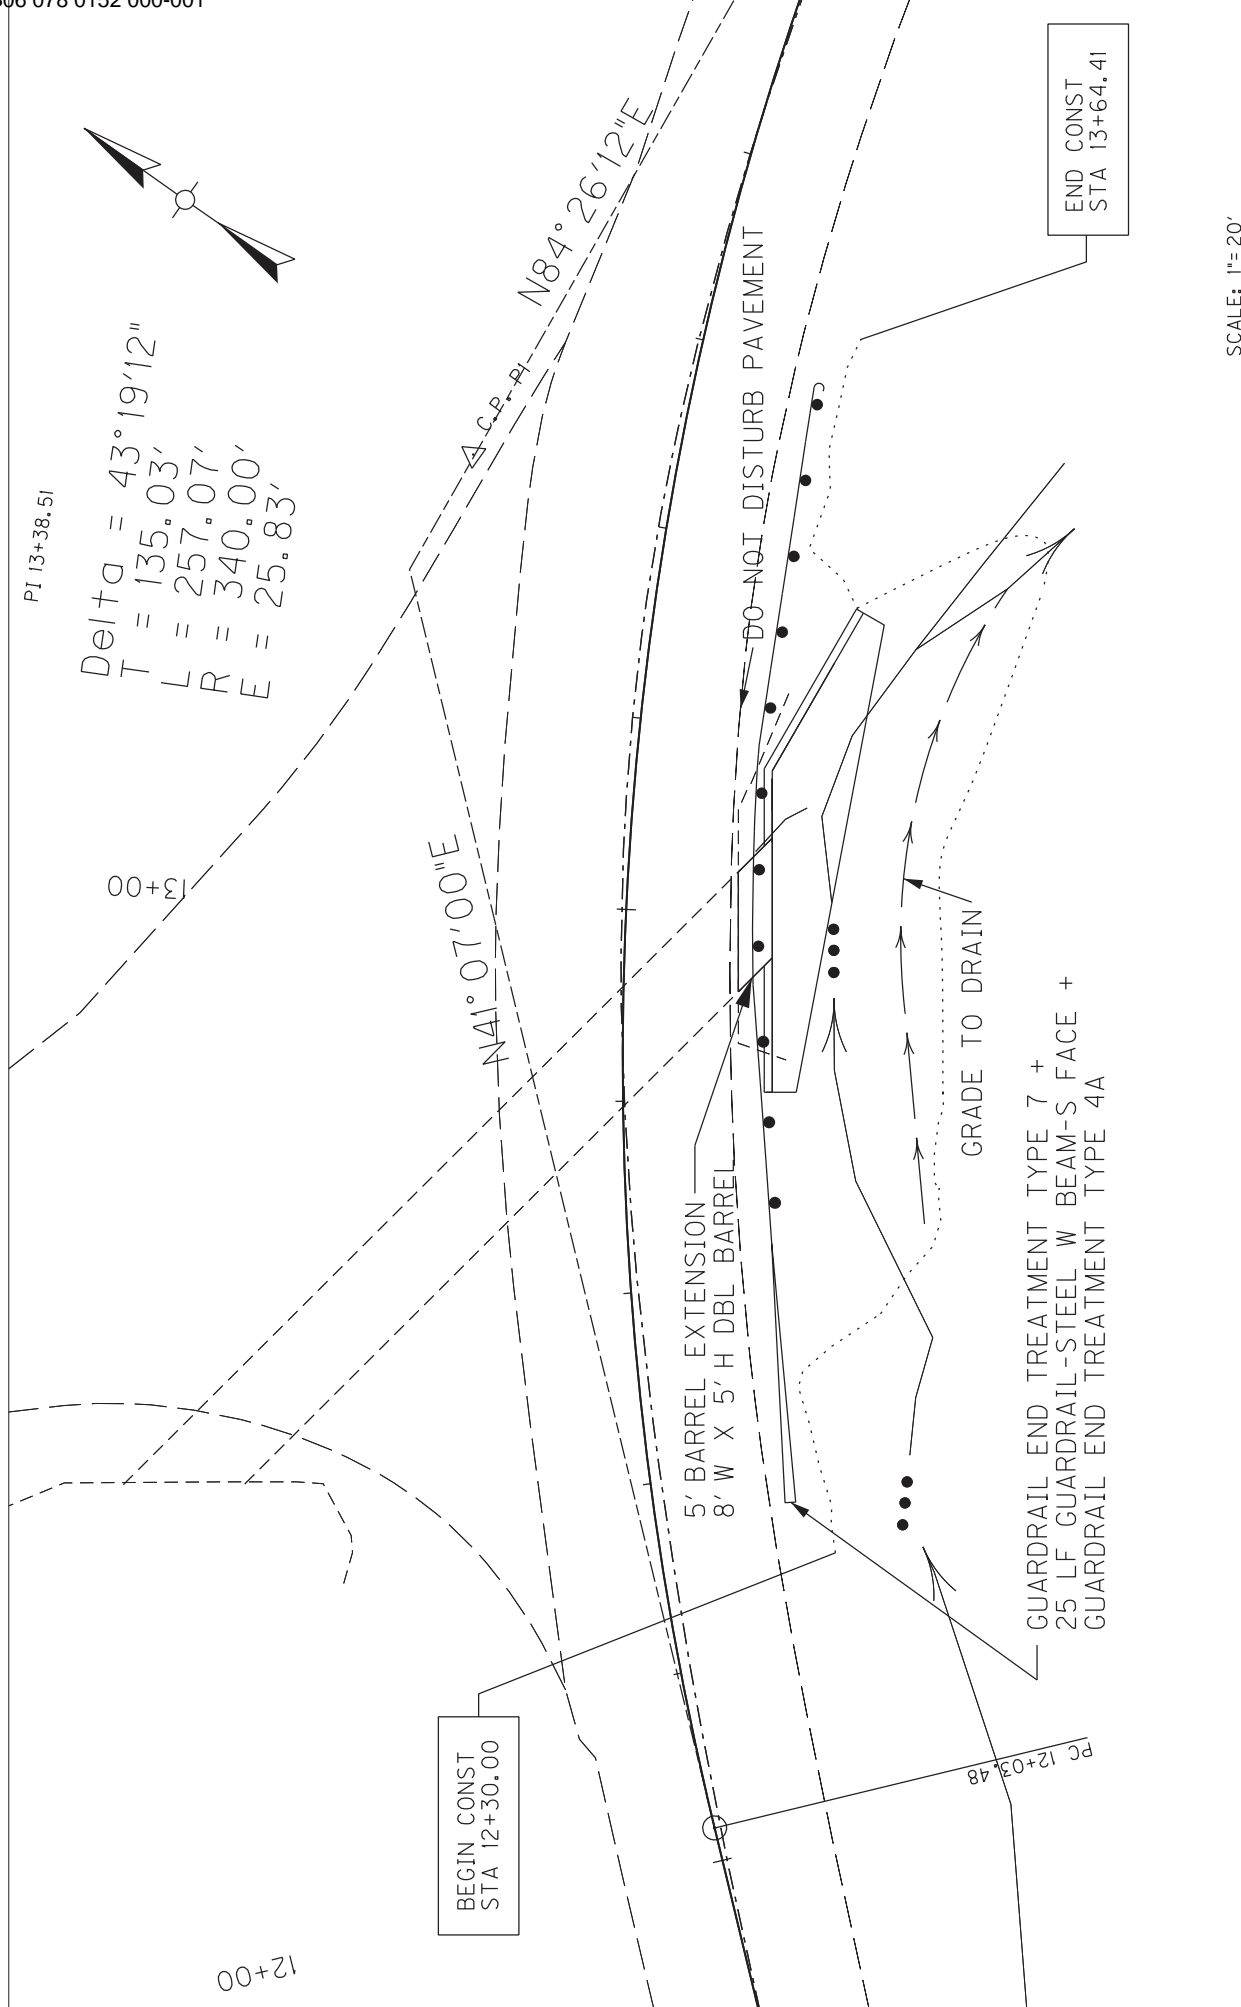 078 0152 000-001
PI 13+38.51
Delta = 43°19'12"
T = 135.03'
L = 257.07'
R = 340.00'
E = 25.83'
N84°26'12"E
C.P. PI
13+00
N41°07'00"E
DO NOT DISTURB PAVEMENT
END CONST
STA 13+64.41
SCALE: 1"=20'
5' BARREL EXTENSION
8' W X 5' H DBL BARREL
GRADE TO DRAIN
GUARDRAIL END TREATMENT TYPE 7 +
25 LF GUARDRAIL-STEEL W BEAM-S FACE +
GUARDRAIL END TREATMENT TYPE 4A
BEGIN CONST
STA 12+30.00
PC 12+03.48
12+00